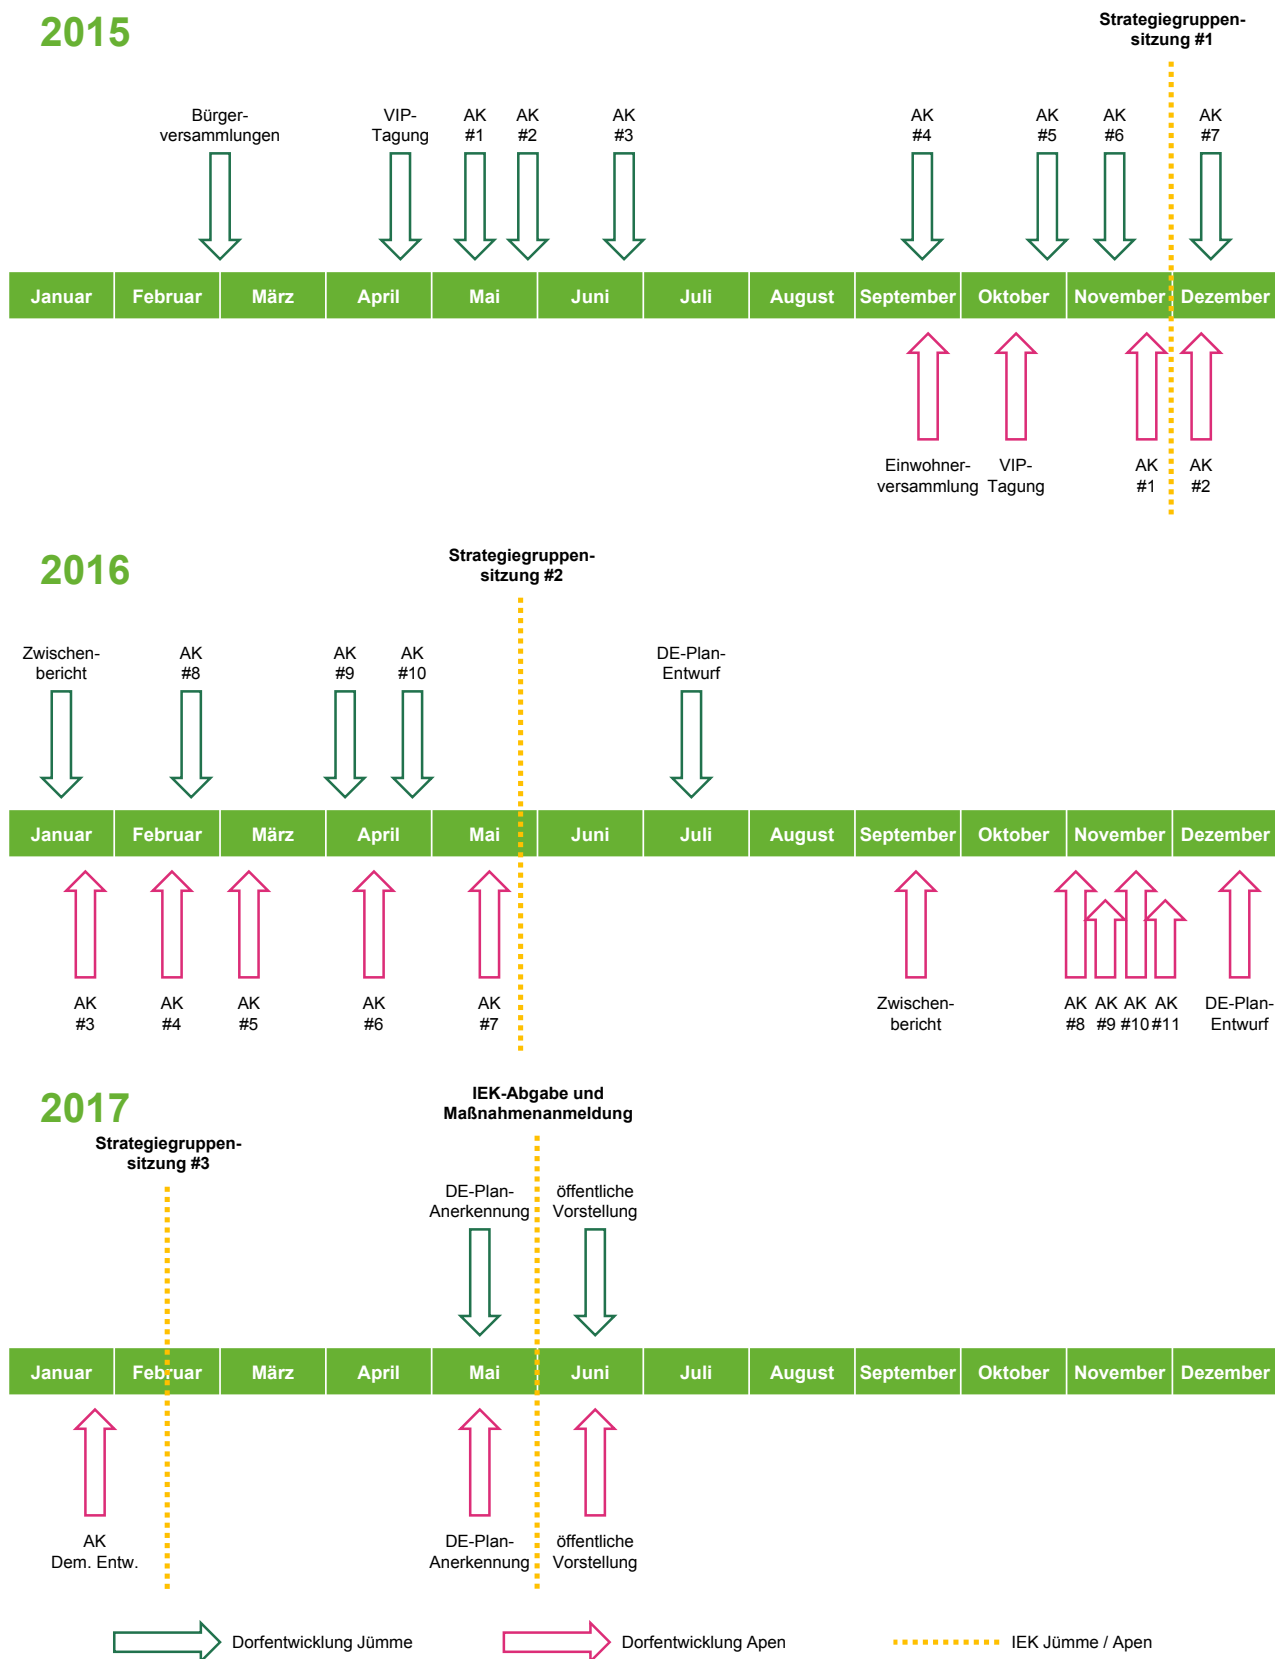 2015
Strategiegruppen-
sitzung #1
Bürger-
versammlungen
VIP-
Tagung
AK
#1
AK
#2
AK
#3
AK
#4
AK
#5
AK
#6
AK
#7
Januar
Februar
März
April
Mai
Juni
Juli
August
September
Oktober
November
Dezember
Einwohner-
versammlung
VIP-
Tagung
AK
#1
AK
#2
2016
Strategiegruppen-
sitzung #2
Zwischen-
bericht
AK
#8
AK
#9
AK
#10
DE-Plan-
Entwurf
Januar
Februar
März
April
Mai
Juni
Juli
August
September
Oktober
November
Dezember
AK
#3
AK
#4
AK
#5
AK
#6
AK
#7
Zwischen-
bericht
AK
#8
AK
#9
AK
#10
AK
#11
DE-Plan-
Entwurf
2017
Strategiegruppen-
sitzung #3
IEK-Abgabe und
Maßnahmenanmeldung
DE-Plan-
Anerkennung
öffentliche
Vorstellung
Januar
Februar
März
April
Mai
Juni
Juli
August
September
Oktober
November
Dezember
AK
Dem. Entw.
DE-Plan-
Anerkennung
öffentliche
Vorstellung
Dorfentwicklung Jümme
Dorfentwicklung Apen
IEK Jümme / Apen